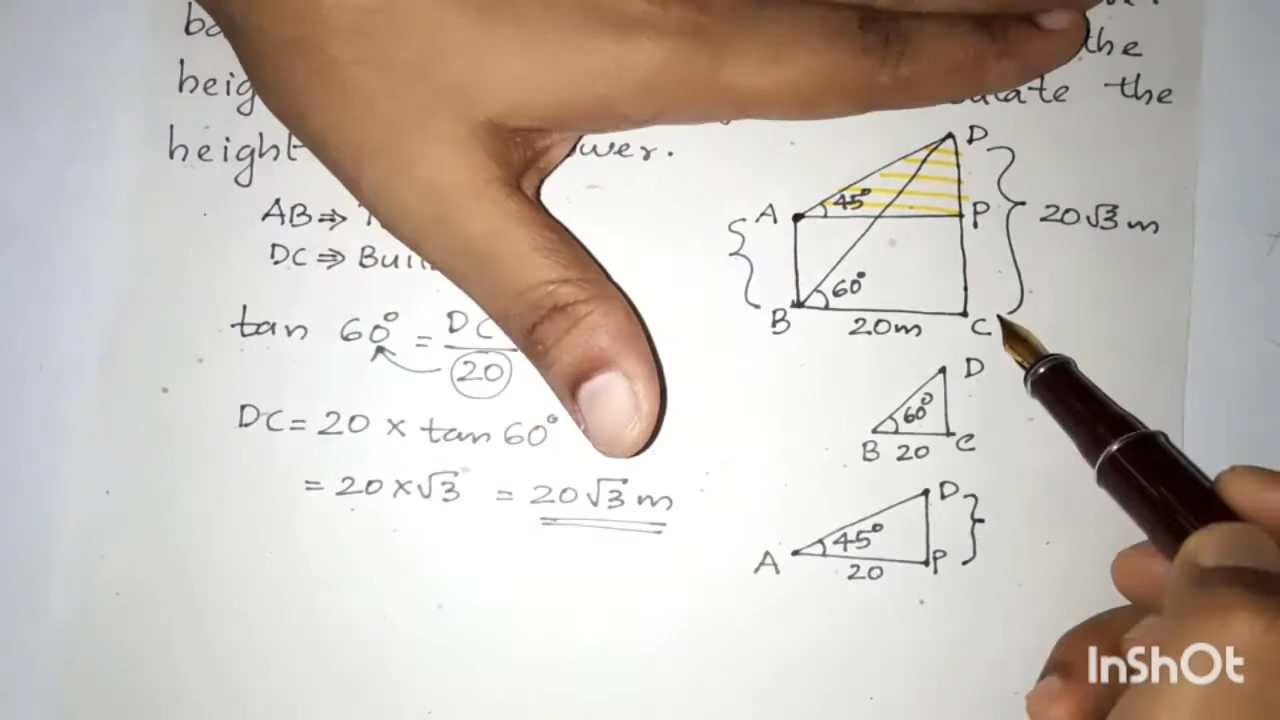 the
heig the
height wer.
AB⇒
DC⇒ Buil
tan 60° = DC/20
DC = 20 × tan 60°
= 20×√3 = 20√3 m
D
A 45° P 20√3 m
60°
B 20m C
D
60°
B 20 C
D
45°
A 20 P
InShOt